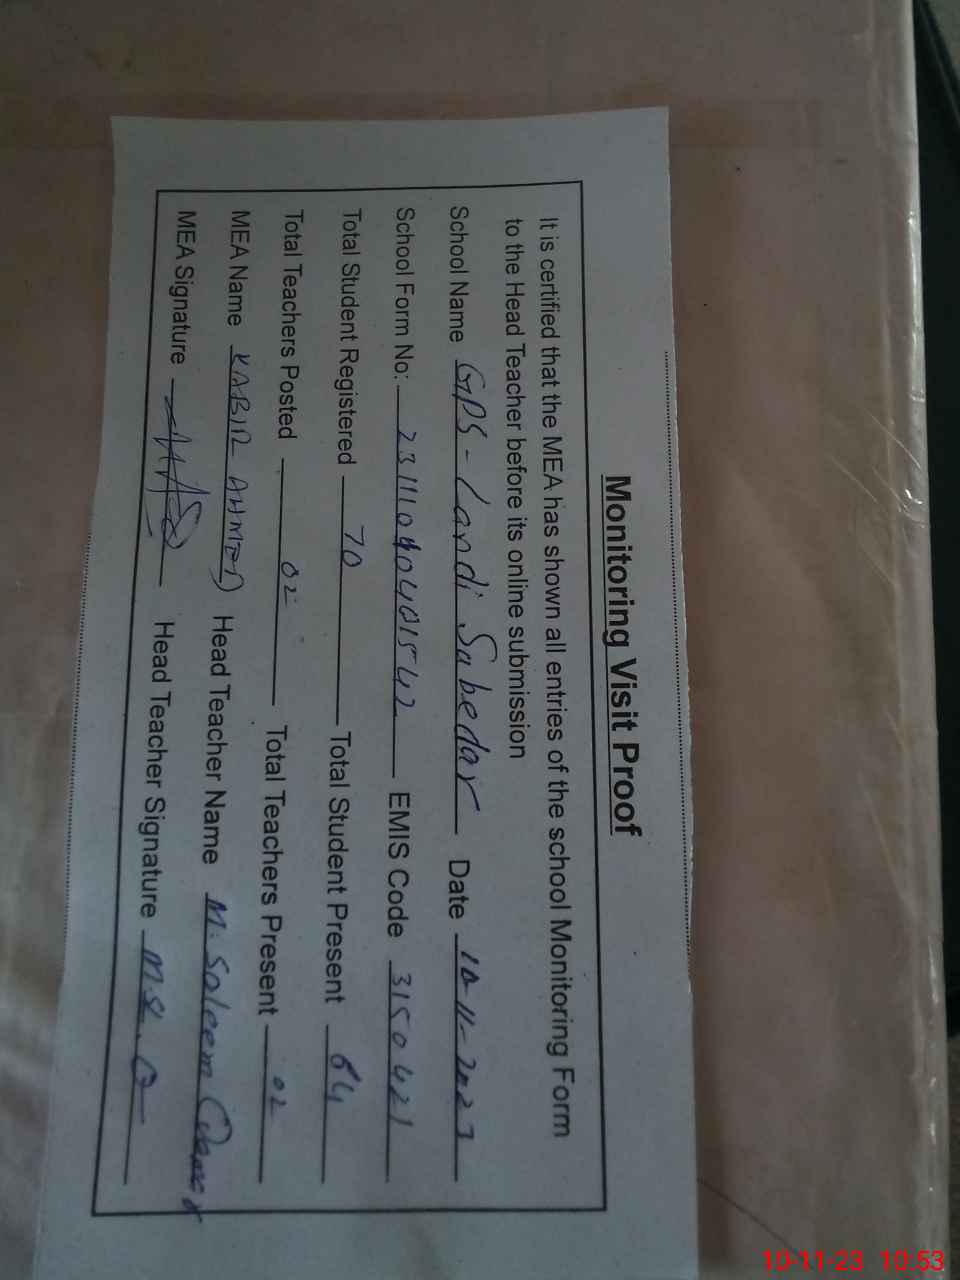 Monitoring Visit Proof
It is certified that the MEA has shown all entries of the school Monitoring Form
to the Head Teacher before its online submission
School Name GPS - Landi Subedar Date 10-11-2023
School Form No: 23111040401542 EMIS Code 3150421
Total Student Registered 70 Total Student Present 64
Total Teachers Posted 02 Total Teachers Present 02
MEA Name KABIR AHMED Head Teacher Name M. Saleem
MEA Signature Head Teacher Signature
10-11-23 10:53